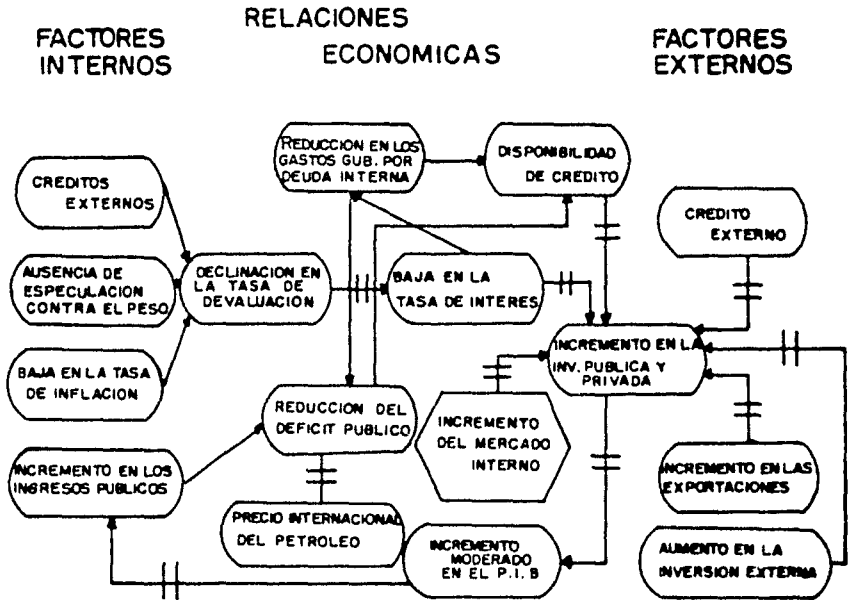 FACTORES
INTERNOS
RELACIONES
ECONOMICAS
FACTORES
EXTERNOS
REDUCCION EN LOS
GASTOS GUB. POR
DEUDA INTERNA
DISPONIBILIDAD
DE CREDITO
CREDITOS
EXTERNOS
CREDITO
EXTERNO
AUSENCIA DE
ESPECULACION
CONTRA EL PESO
DECLINACION EN
LA TASA DE
DEVALUACION
BAJA EN LA
TASA DE INTERES
BAJA EN LA TASA
DE INFLACION
INCREMENTO EN LA
INV. PUBLICA Y
PRIVADA
REDUCCION DEL
DEFICIT PUBLICO
INCREMENTO
DEL MERCADO
INTERNO
INCREMENTO EN LOS
INGRESOS PUBLICOS
INCREMENTO EN LAS
EXPORTACIONES
PRECIO INTERNACIONAL
DEL PETROLEO
INCREMENTO
MODERADO
EN EL P.I.B
AUMENTO EN LA
INVERSION EXTERNA